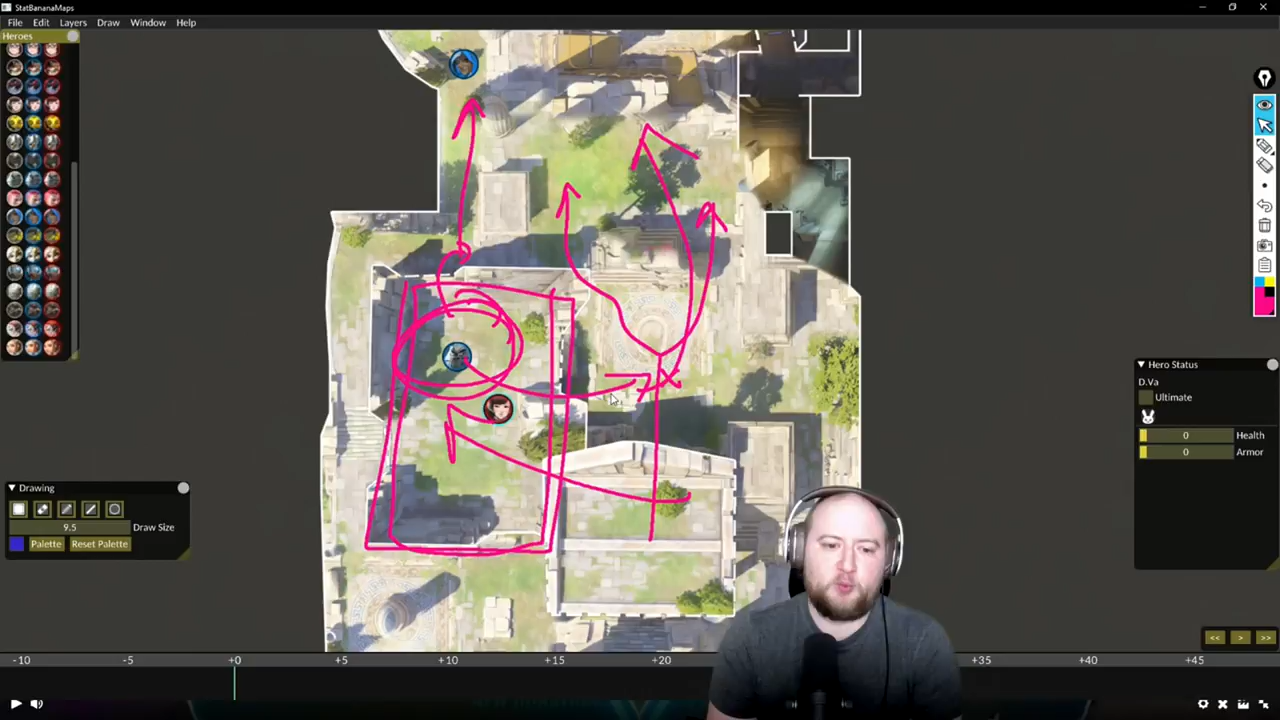 StatBananaMaps
File Edit Layers Draw Window Help
Heroes
Hero Status
D.Va
Ultimate
0 Health
0 Armor
Drawing
9.5 Draw Size
Palette Reset Palette
<< > >>
-10 -5 +0 +5 +10 +15 +20 +35 +40 +45